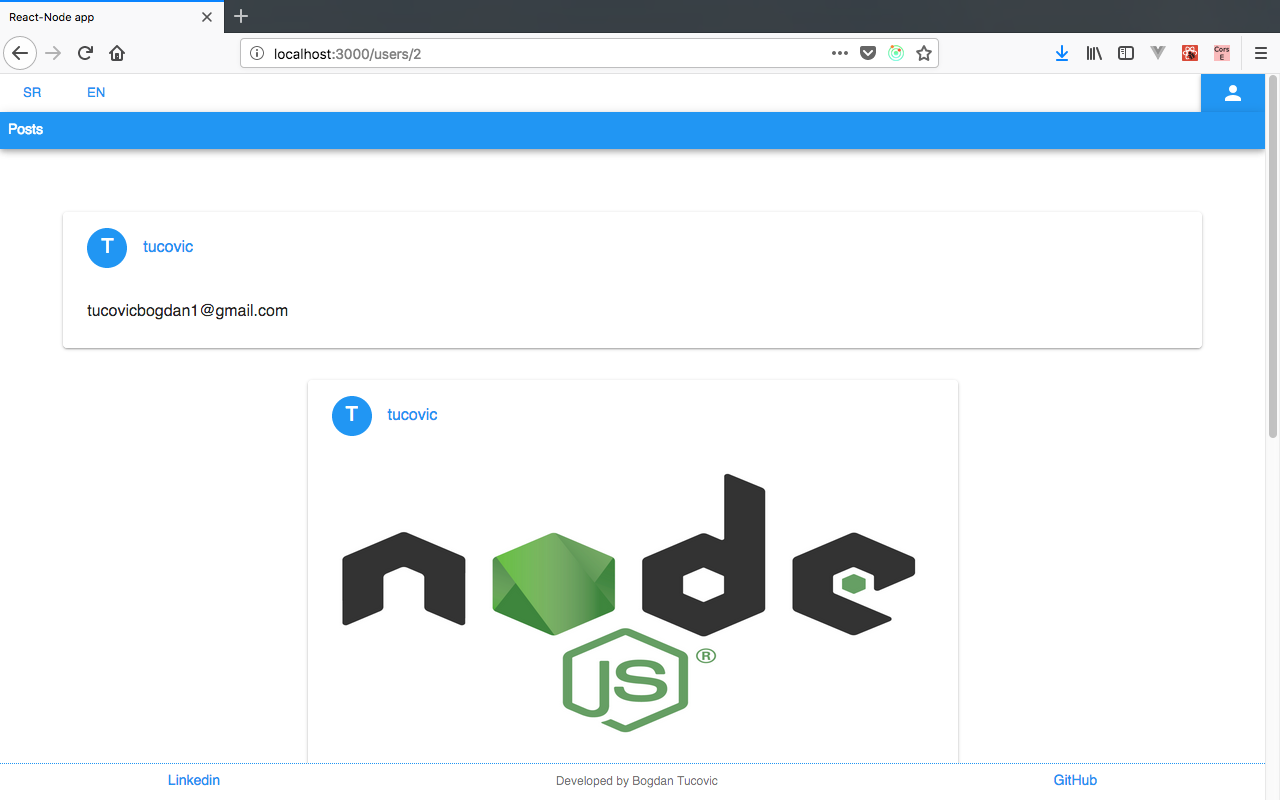 React-Node app
localhost:3000/users/2
Cors
E
SR EN
Posts
T tucovic
tucovicbogdan1@gmail.com
T tucovic
node
JS ®
Linkedin Developed by Bogdan Tucovic GitHub